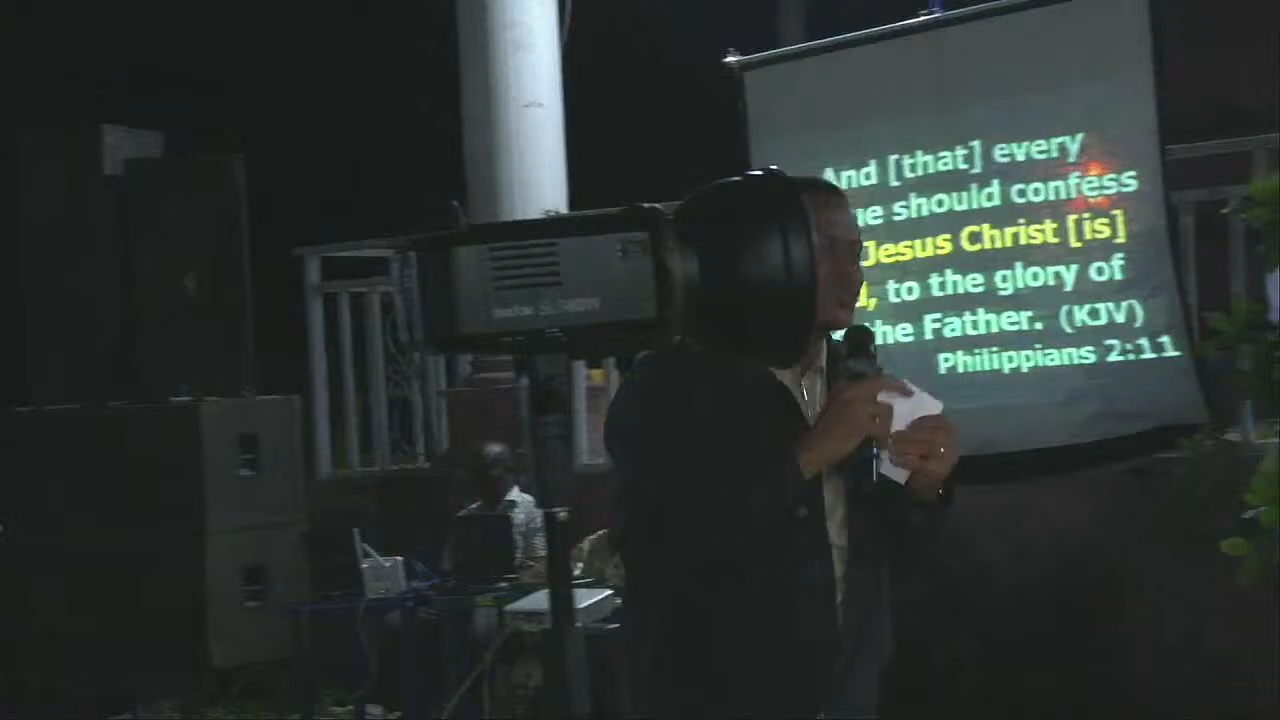 And [that] every
should confess
Jesus Christ [is]
to the glory of
the Father. (KJV)
Philippians 2:11